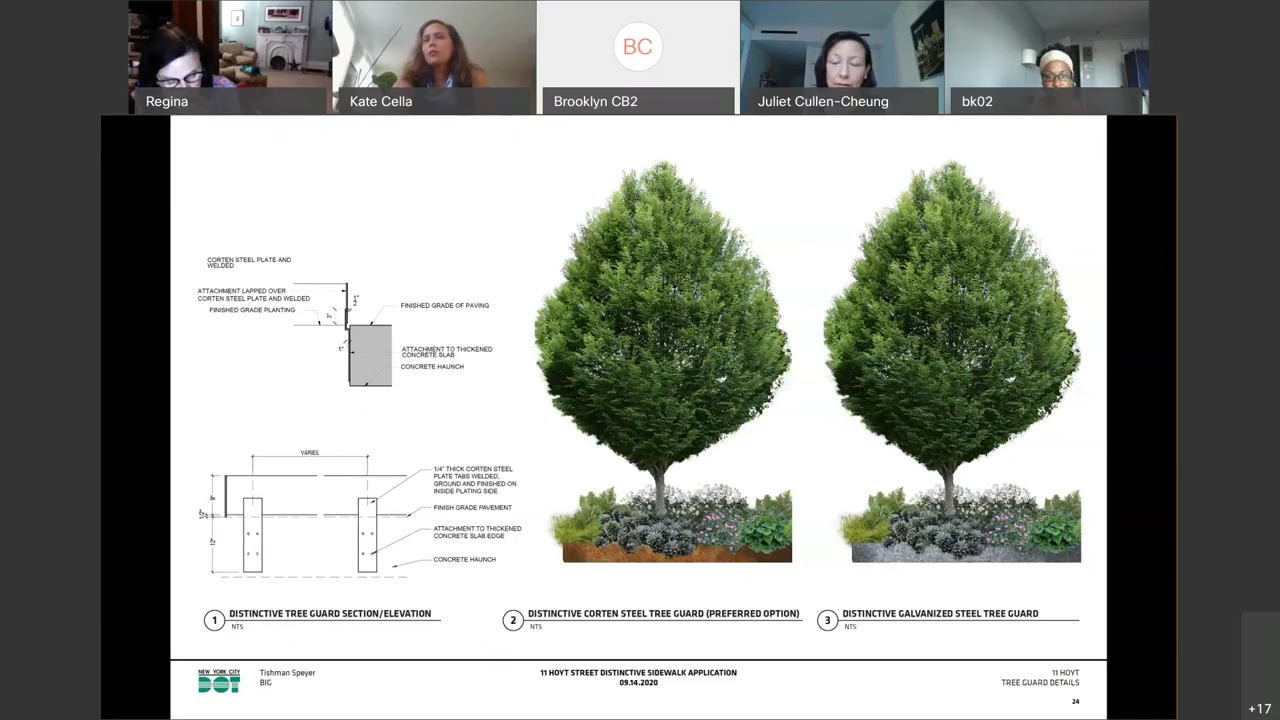 BC
Regina
Kate Cella
Brooklyn CB2
Juliet Cullen-Cheung
bk02
CORTEN STEEL PLATE AND
WELDED
ATTACHMENT LAPPED OVER
CORTEN STEEL PLATE AND WELDED
FINISHED GRADE PLANTING
FINISHED GRADE OF PAVING
1"
ATTACHMENT TO THICKENED
CONCRETE SLAB
CONCRETE HAUNCH
VARIES
1/4" THICK CORTEN STEEL
PLATE TABS WELDED,
GROUND AND FINISHED ON
INSIDE PLATING SIDE
FINISH GRADE PAVEMENT
ATTACHMENT TO THICKENED
CONCRETE SLAB EDGE
CONCRETE HAUNCH
12"
1 DISTINCTIVE TREE GUARD SECTION/ELEVATION
NTS
2 DISTINCTIVE CORTEN STEEL TREE GUARD (PREFERRED OPTION)
NTS
3 DISTINCTIVE GALVANIZED STEEL TREE GUARD
NTS
NEW YORK CITY
DOT
Tishman Speyer
BIG
11 HOYT STREET DISTINCTIVE SIDEWALK APPLICATION
09.14.2020
11 HOYT
TREE GUARD DETAILS
24
+17